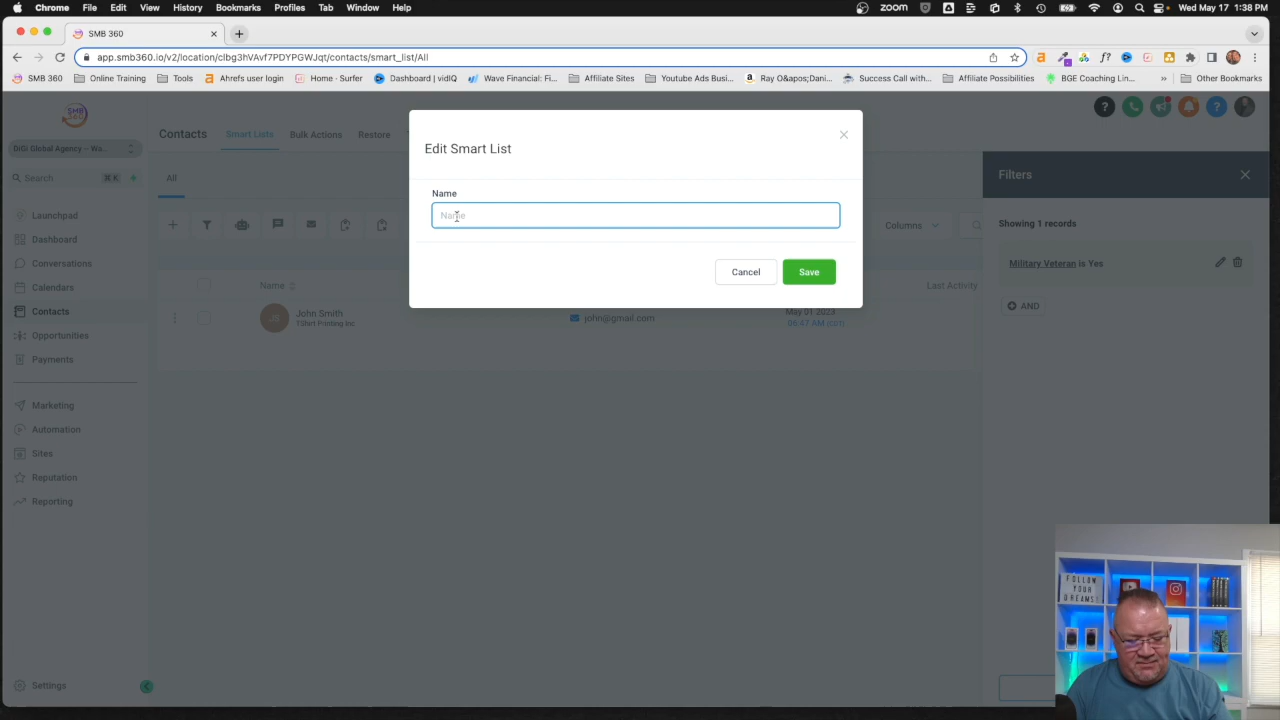 Chrome File Edit View History Bookmarks Profiles Tab Window Help
zoom Wed May 17 1:38 PM
SMB 360
app.smb360.io/v2/location/clbg3hVAvf7PDYPGWJqt/contacts/smart_list/All
SMB 360 Online Training Tools Ahrefs user login Home · Surfer Dashboard | vidIQ Wave Financial: Fi... Affiliate Sites Youtube Ads Busi... Ray O&apos;Dani... Success Call with... Affiliate Possibilities BGE Coaching Lin... » Other Bookmarks
SMB
360
DiGi Global Agency – Wa...
Search ⌘ K
Launchpad
Dashboard
Conversations
Calendars
Contacts
Opportunities
Payments
Marketing
Automation
Sites
Reputation
Reporting
Settings
Contacts Smart Lists Bulk Actions Restore
All
Columns
Name Last Activity
JS John Smith
TShirt Printing Inc
john@gmail.com
May 01 2023
06:47 AM (CDT)
Edit Smart List
Name
Name
Cancel Save
Filters
Showing 1 records
Military Veteran is Yes
AND
FOLLOW
YOUR
DREAMS!